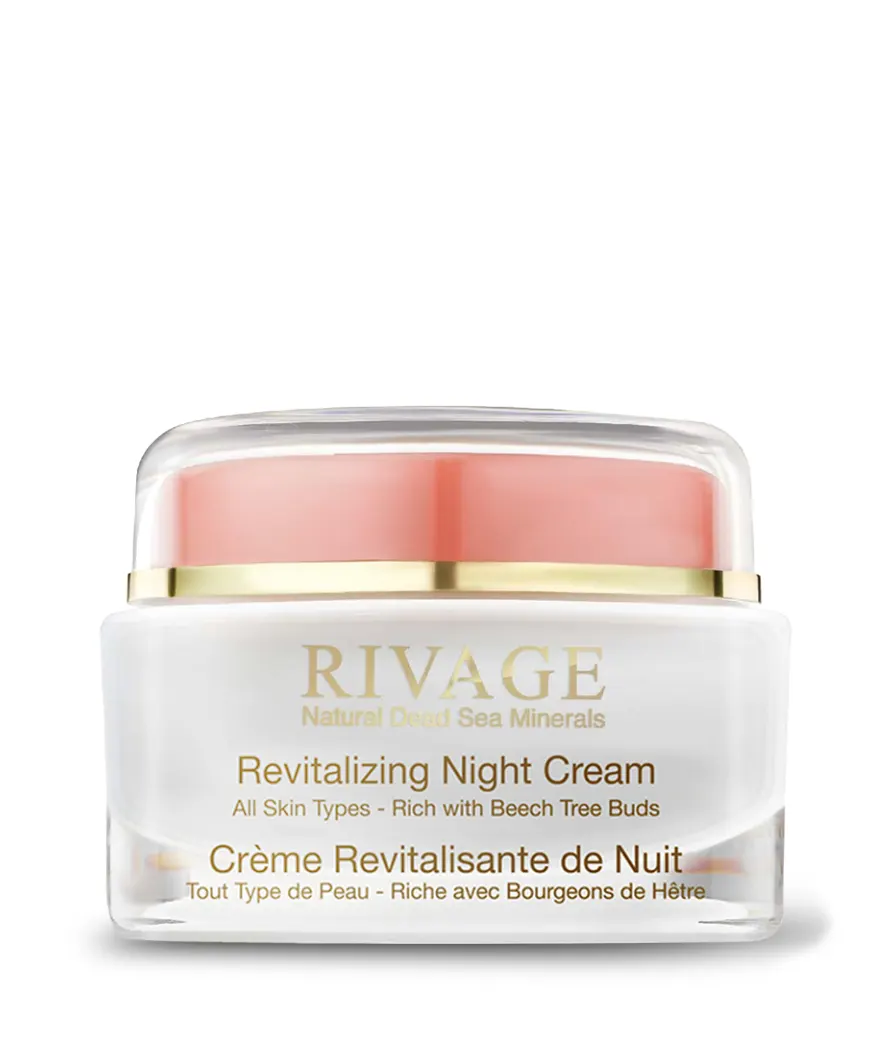 RIVAGE
Natural Dead Sea Minerals
Revitalizing Night Cream
All Skin Types - Rich with Beech Tree Buds
Crème Revitalisante de Nuit
Tout Type de Peau - Riche avec Bourgeons de Hêtre